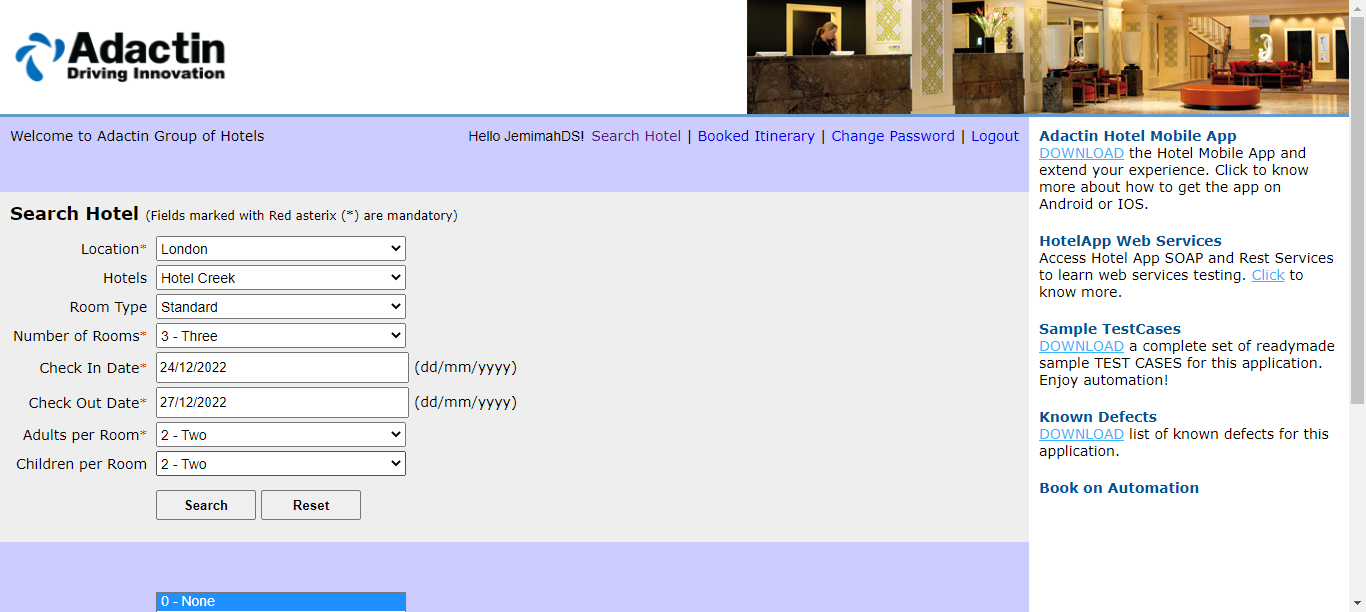 Adactin
Driving Innovation
Welcome to Adactin Group of Hotels
Hello JemimahDS! Search Hotel | Booked Itinerary | Change Password | Logout
Search Hotel (Fields marked with Red asterix (*) are mandatory)
Location* London
Hotels Hotel Creek
Room Type Standard
Number of Rooms* 3 - Three
Check In Date* 24/12/2022 (dd/mm/yyyy)
Check Out Date* 27/12/2022 (dd/mm/yyyy)
Adults per Room* 2 - Two
Children per Room 2 - Two
Search Reset
0 - None
Adactin Hotel Mobile App
DOWNLOAD the Hotel Mobile App and
extend your experience. Click to know
more about how to get the app on
Android or IOS.
HotelApp Web Services
Access Hotel App SOAP and Rest Services
to learn web services testing. Click to
know more.
Sample TestCases
DOWNLOAD a complete set of readymade
sample TEST CASES for this application.
Enjoy automation!
Known Defects
DOWNLOAD list of known defects for this
application.
Book on Automation